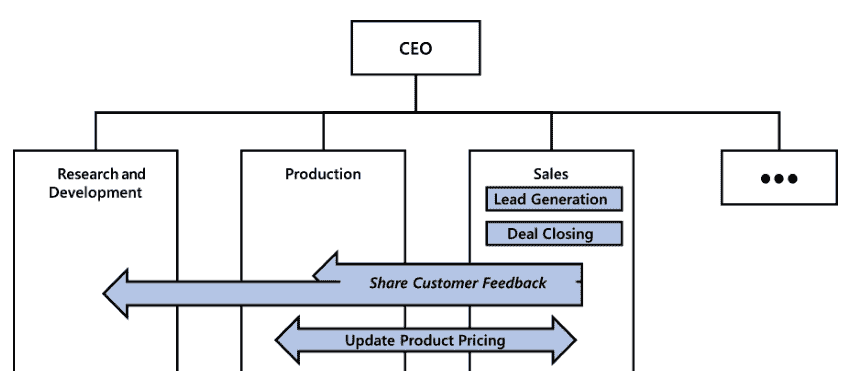 CEO
Research and
Development
Production
Sales
Lead Generation
Deal Closing
•••
Share Customer Feedback
Update Product Pricing